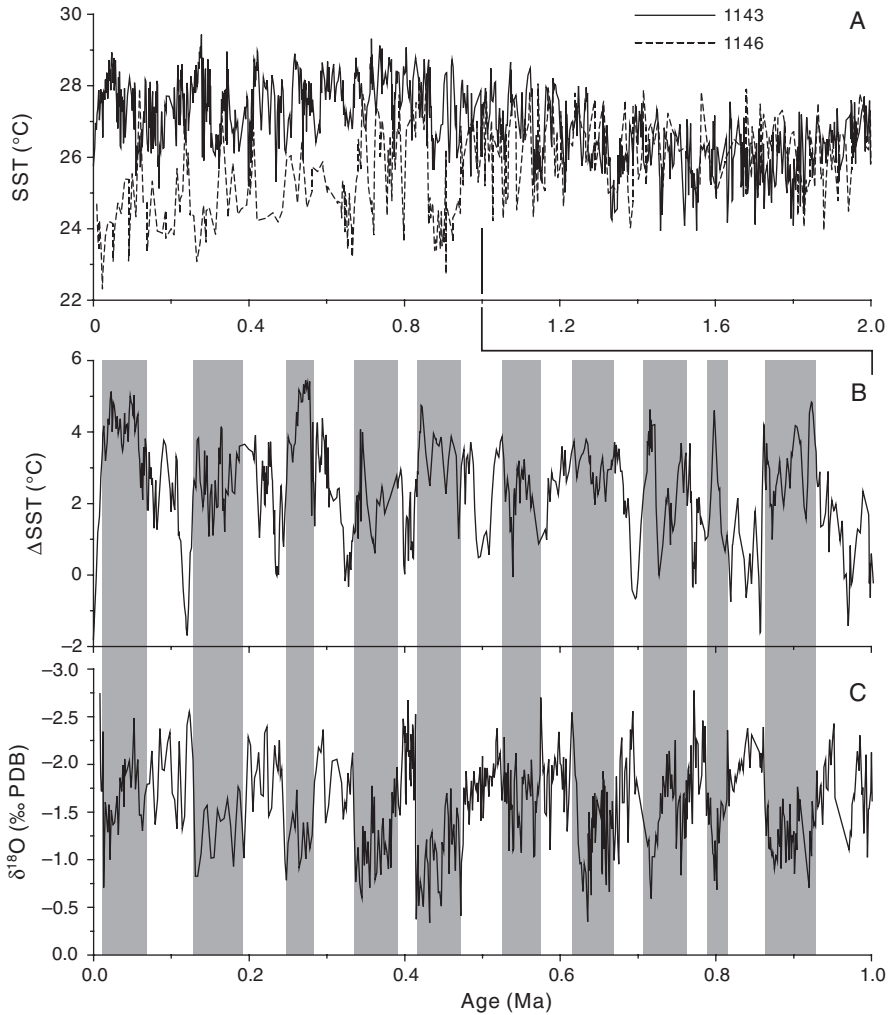 A
1143
1146
30
28
26
24
22
SST (°C)
0 0.4 0.8 1.2 1.6 2.0
B
6
4
2
0
–2
ΔSST (°C)
C
–3.0
–2.5
–2.0
–1.5
–1.0
–0.5
0.0
δ¹⁸O (‰ PDB)
0.0 0.2 0.4 0.6 0.8 1.0
Age (Ma)